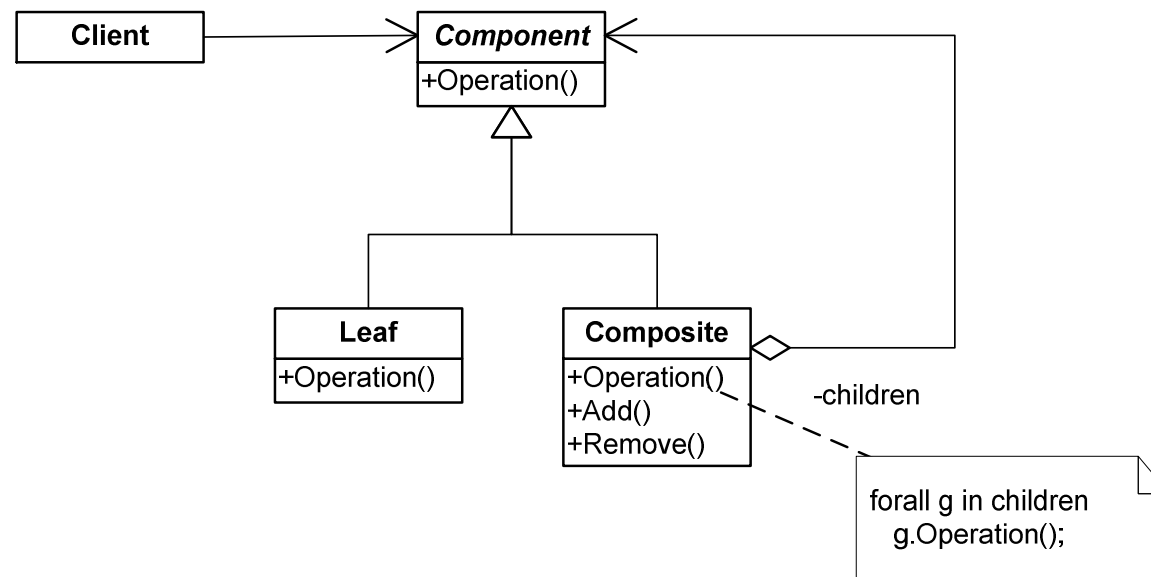 Client
Component
+Operation()
Leaf
+Operation()
Composite
+Operation()
+Add()
+Remove()
-children
forall g in children
g.Operation();